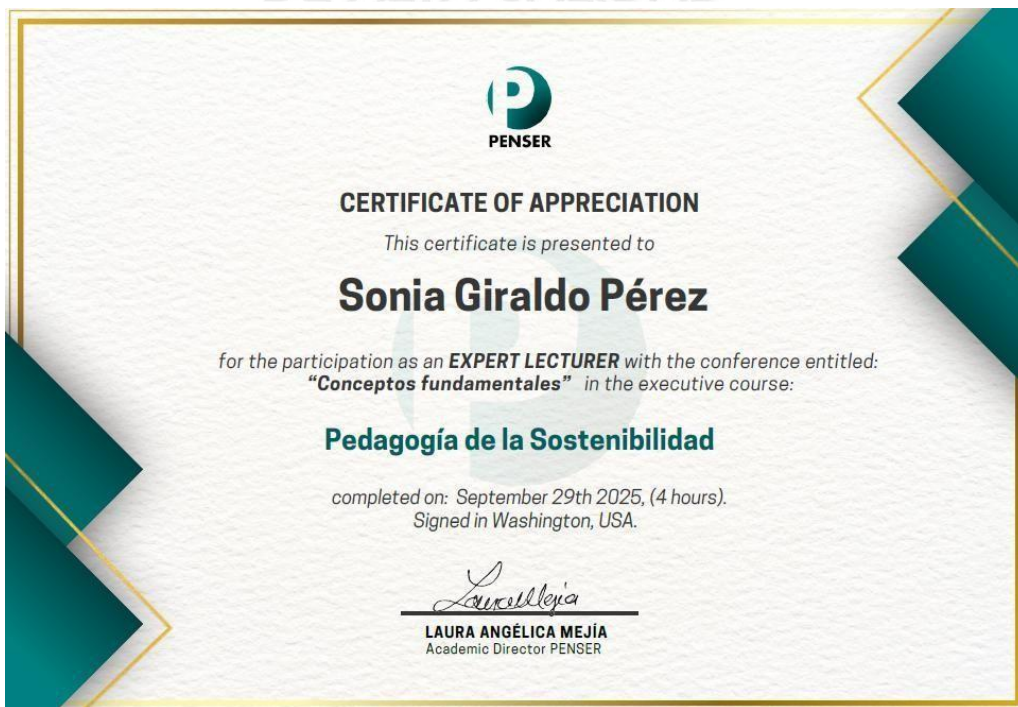 PENSER
CERTIFICATE OF APPRECIATION
This certificate is presented to
Sonia Giraldo Pérez
for the participation as an EXPERT LECTURER with the conference entitled:
“Conceptos fundamentales” in the executive course:
Pedagogía de la Sostenibilidad
completed on: September 29th 2025, (4 hours).
Signed in Washington, USA.
LAURA ANGÉLICA MEJÍA
Academic Director PENSER